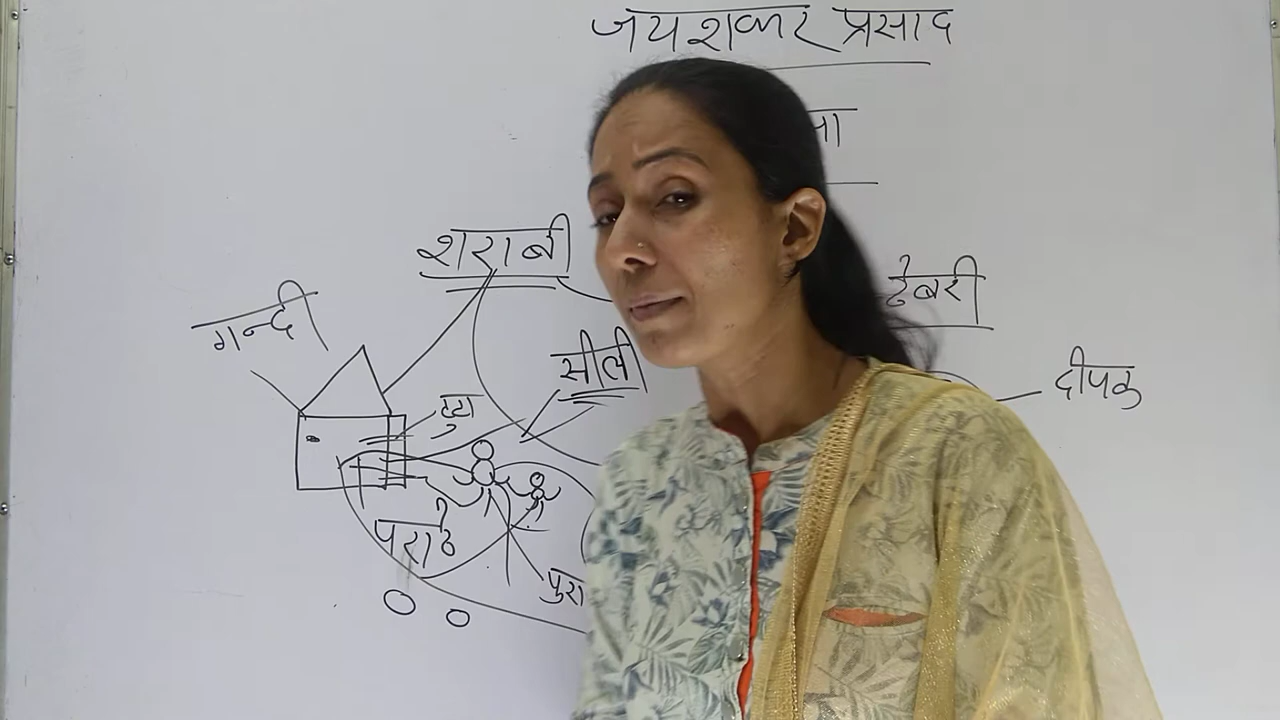 जयशंकर प्रसाद
शराबी
ढेबरी
गन्दी
सीली
दीपक
टुटा
पराठे
पुरा